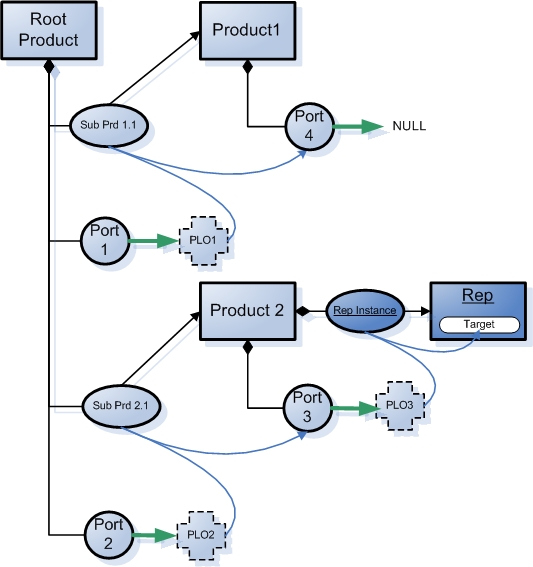 Root
Product
Product1
Sub Prd 1.1
Port
4
NULL
Port
1
PLO1
Product 2
Rep Instance
Rep
Target
Sub Prd 2.1
Port
3
PLO3
Port
2
PLO2